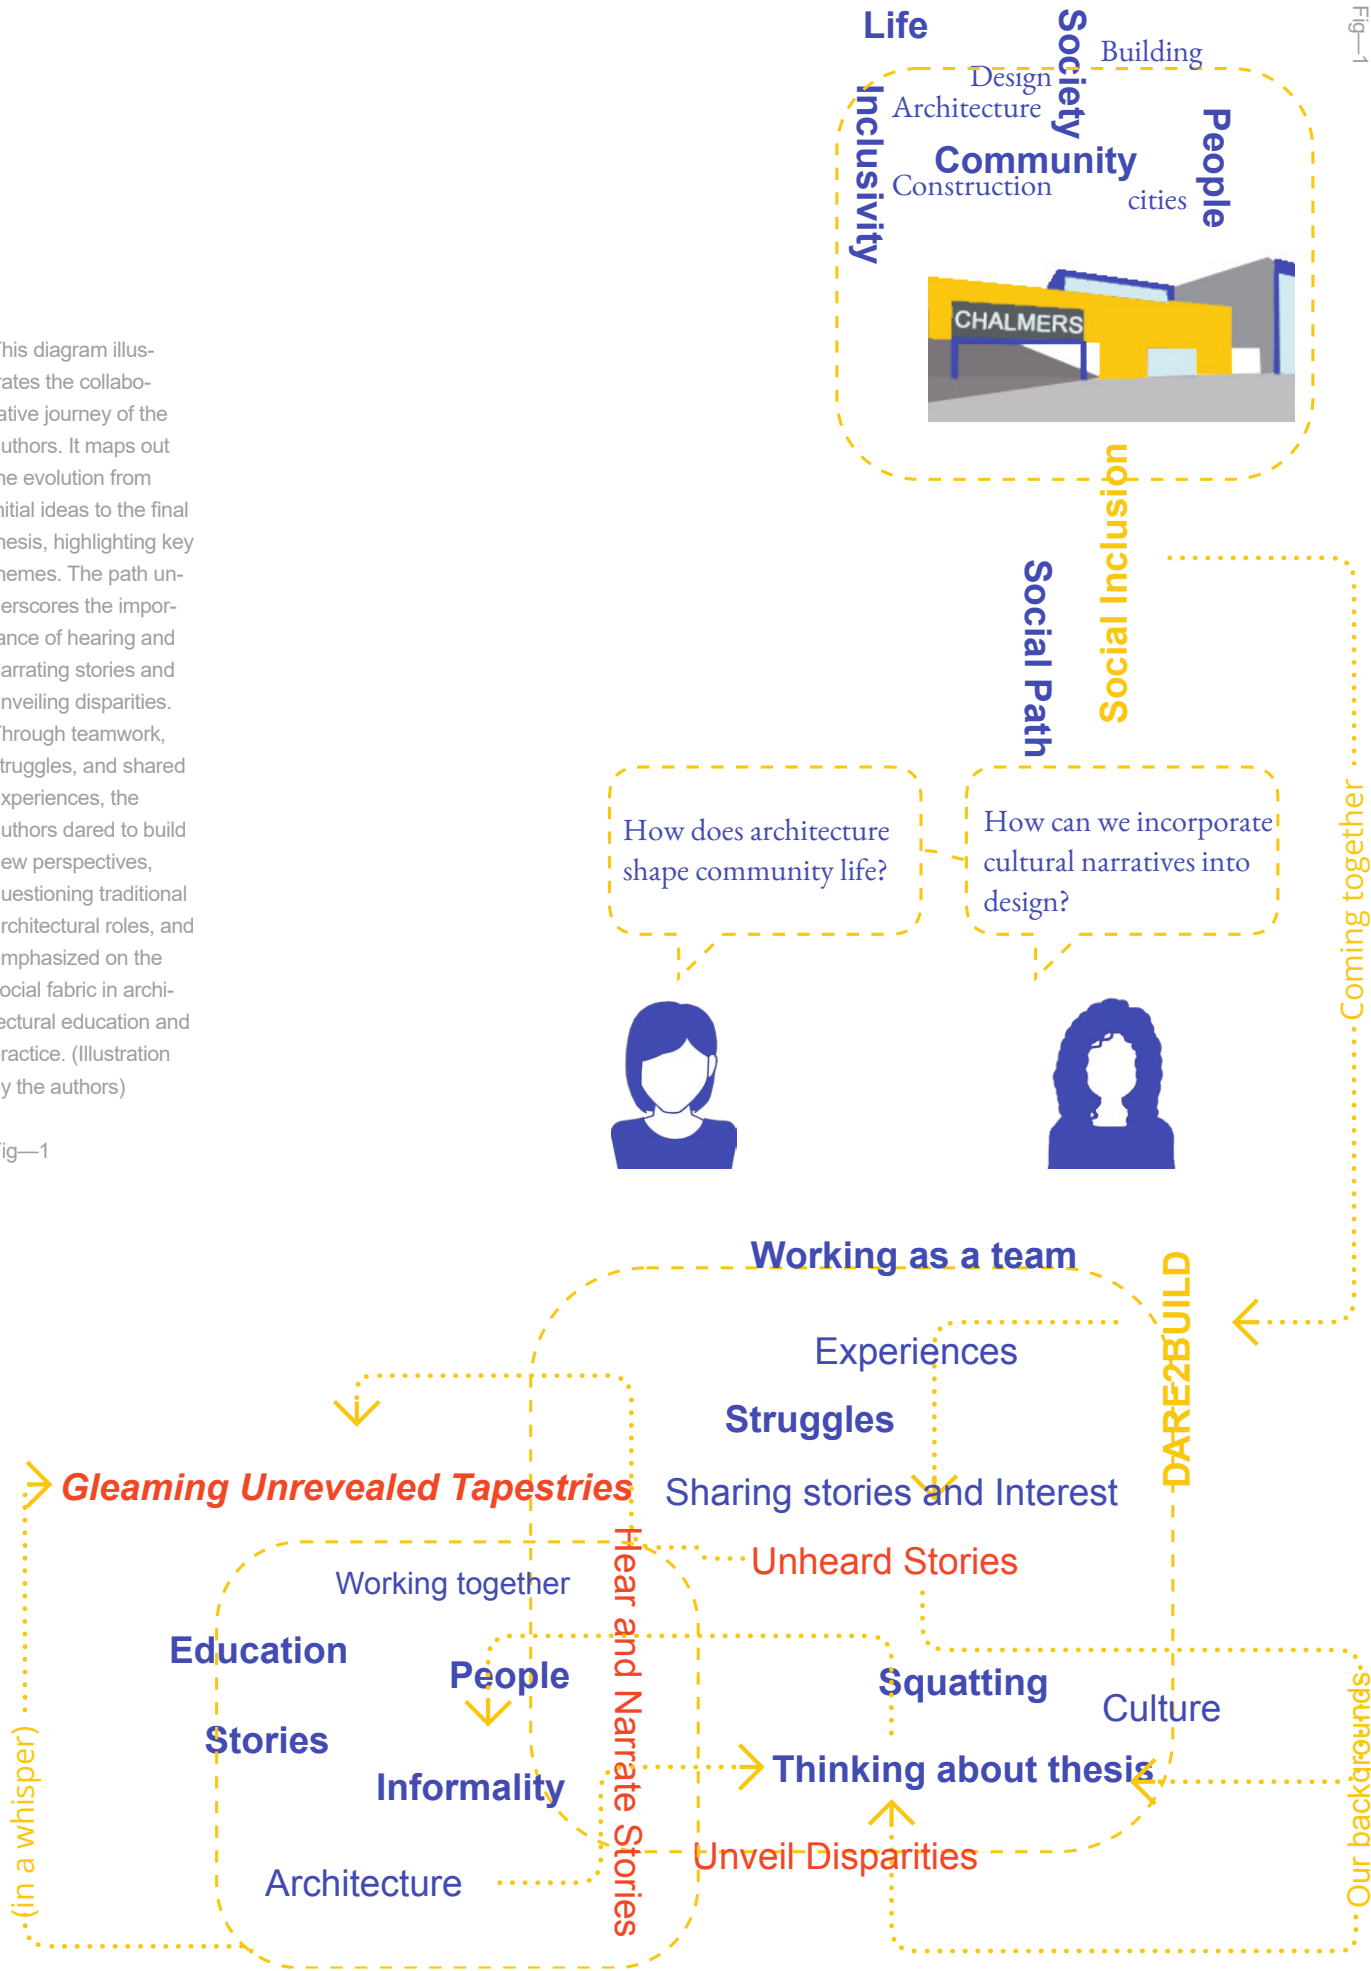 Fig—1
Life
Society
Building
Design
Inclusivity
Architecture
People
Community
Construction
cities
CHALMERS
This diagram illus-
rates the collabo-
ative journey of the
uthors. It maps out
he evolution from
nitial ideas to the final
hesis, highlighting key
hemes. The path un-
erscores the impor-
ance of hearing and
arrating stories and
nveiling disparities.
Through teamwork,
truggles, and shared
xperiences, the
uthors dared to build
ew perspectives,
uestioning traditional
rchitectural roles, and
mphasized on the
ocial fabric in archi-
ectural education and
ractice. (Illustration
y the authors)
ig—1
Social Inclusion
Social Path
Coming together
How does architecture
shape community life?
How can we incorporate
cultural narratives into
design?
Working as a team
DARE2BUILD
Experiences
Struggles
Gleaming Unrevealed Tapestries
Sharing stories and Interest
Unheard Stories
Hear and Narrate Stories
Working together
Education
People
Squatting
Culture
Stories
Thinking about thesis
Informality
Unveil Disparities
Architecture
(in a whisper)
Our backgrounds